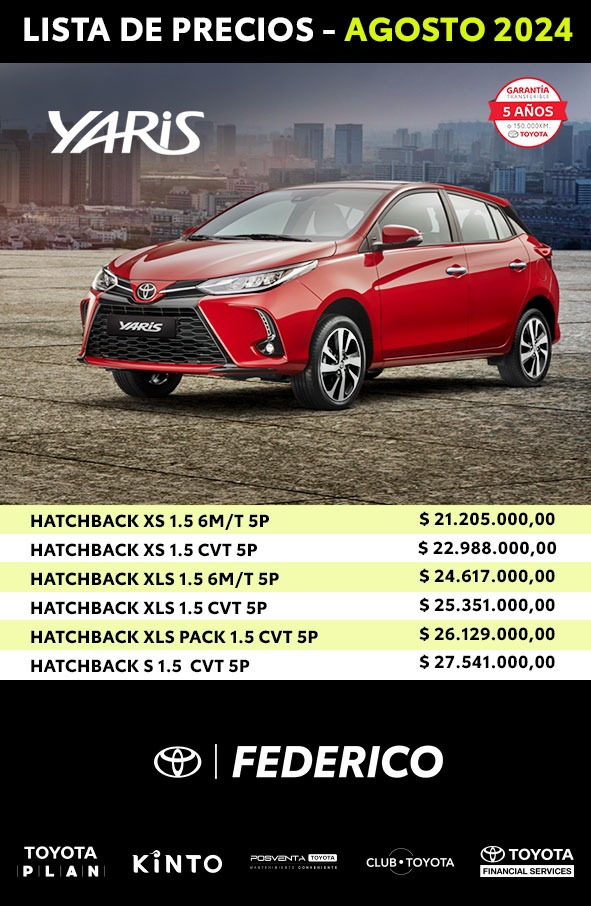 LISTA DE PRECIOS - AGOSTO 2024
YARiS
GARANTÍA
TRANSFERIBLE
5 AÑOS
o 150.000KM.
TOYOTA
YARiS
HATCHBACK XS 1.5 6M/T 5P $ 21.205.000,00
HATCHBACK XS 1.5 CVT 5P $ 22.988.000,00
HATCHBACK XLS 1.5 6M/T 5P $ 24.617.000,00
HATCHBACK XLS 1.5 CVT 5P $ 25.351.000,00
HATCHBACK XLS PACK 1.5 CVT 5P $ 26.129.000,00
HATCHBACK S 1.5 CVT 5P $ 27.541.000,00
FEDERICO
TOYOTA
PLAN
KINTO
POSVENTA TOYOTA
MANTENIMIENTO CONVENIENTE
CLUB•TOYOTA
TOYOTA
FINANCIAL SERVICES